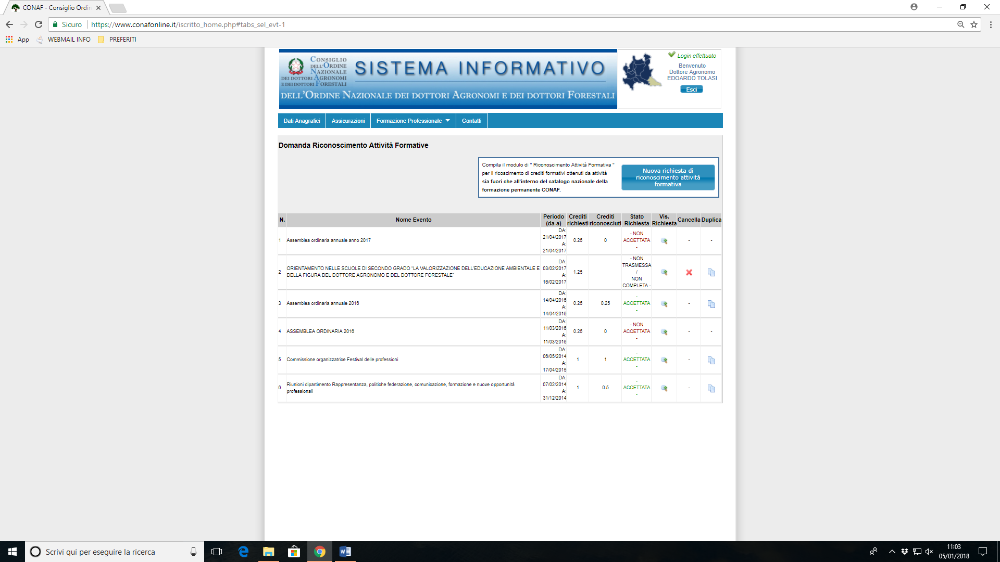 CONAF - Consiglio Ordin
Sicuro
https://www.conafonline.it/iscritto_home.php#tabs_sel_evt-1
App
WEBMAIL INFO
PREFERITI
CONSIGLIO
DELL'ORDINE
NAZIONALE
DEI DOTTORI AGRONOMI
E DEI DOTTORI FORESTALI
SISTEMA INFORMATIVO
DELL'ORDINE NAZIONALE DEI DOTTORI AGRONOMI E DEI DOTTORI FORESTALI
Login effettuato
Benvenuto
Dottore Agronomo
EDOARDO TOLASI
Esci
Dati Anagrafici
Assicurazioni
Formazione Professionale
Contatti
Domanda Riconoscimento Attività Formative
Compila il modulo di " Riconoscimento Attività Formativa "
per il ricoscimento di crediti formativi ottenuti da attività
sia fuori che all'interno del catalogo nazionale della
formazione permanente CONAF.
Nuova richiesta di
riconoscimento attività
formativa
N.
Nome Evento
Periodo
(da-a)
Crediti
richiesti
Crediti
riconosciuti
Stato
Richiesta
Vis.
Richiesta
Cancella
Duplica
1
Assemblea ordinaria annuale anno 2017
DA:
21/04/2017
A:
21/04/2017
0.25
0
- NON
ACCETTATA
-
-
-
2
ORIENTAMENTO NELLE SCUOLE DI SECONDO GRADO "LA VALORIZZAZIONE DELL'EDUCAZIONE AMBIENTALE E
DELLA FIGURA DEL DOTTORE AGRONOMO E DEL DOTTORE FORESTALE"
DA:
03/02/2017
A:
16/02/2017
1.25
- NON
TRASMESSA
/
NON
COMPLETA -
3
Assemblea ordinaria annuale 2016
DA:
14/04/2016
A:
14/04/2016
0.25
0.25
-
ACCETTATA
-
-
4
ASSEMBLEA ORDINARIA 2016
DA:
11/03/2016
A:
11/03/2016
0.25
0
- NON
ACCETTATA
-
-
-
5
Commissione organizzatrice Festival delle professioni
DA:
06/05/2014
A:
17/04/2015
1
1
-
ACCETTATA
-
-
6
Riunioni dipartimento Rappresentanza, politiche federazione, comunicazione, formazione e nuove opportunità
professionali
DA:
07/02/2014
A:
31/12/2014
1
0.5
-
ACCETTATA
-
-
Scrivi qui per eseguire la ricerca
11:03
05/01/2018